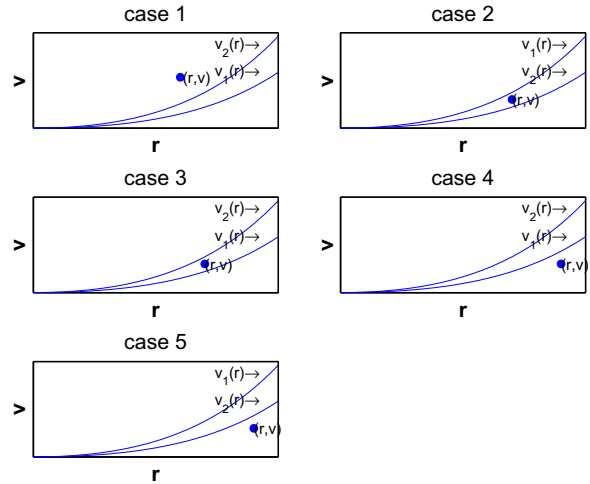 case 1
v₂(r)→
v₁(r)→
(r,v)
v
r
case 2
v₁(r)→
v₂(r)→
(r,v)
v
r
case 3
v₂(r)→
v₁(r)→
(r,v)
v
r
case 4
v₂(r)→
v₁(r)→
(r,v)
v
r
case 5
v₁(r)→
v₂(r)→
(r,v)
v
r